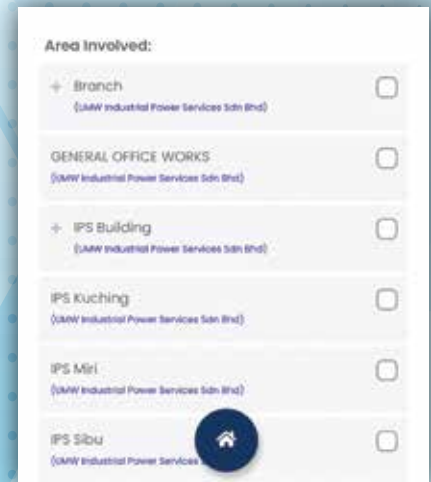 Area Involved:
+ Branch
(UMW Industrial Power Services Sdn Bhd)
GENERAL OFFICE WORKS
(UMW Industrial Power Services Sdn Bhd)
+ IPS Building
(UMW Industrial Power Services Sdn Bhd)
IPS Kuching
(UMW Industrial Power Services Sdn Bhd)
IPS Miri
(UMW Industrial Power Services Sdn Bhd)
IPS Sibu
(UMW Industrial Power Services